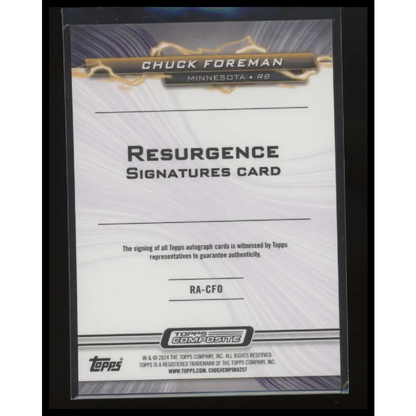 CHUCK FOREMAN
MINNESOTA • RB
RESURGENCE
SIGNATURES CARD
The signing of all Topps autograph cards is witnessed by Topps
representatives to guarantee authenticity.
RA-CFO
TOPPS
COMPOSITE
Topps
® & © 2024 THE TOPPS COMPANY, INC. ALL RIGHTS RESERVED.
TOPPS IS A REGISTERED TRADEMARK OF THE TOPPS COMPANY, INC.
WWW.TOPPS.COM. CODE#CMP088297